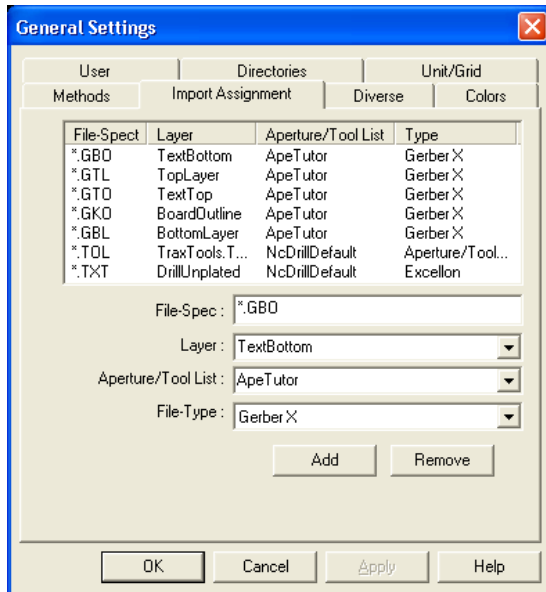 General Settings
User Directories Unit/Grid
Methods Import Assignment Diverse Colors
File-Spect Layer Aperture/Tool List Type
*.GBO TextBottom ApeTutor Gerber X
*.GTL TopLayer ApeTutor Gerber X
*.GTO TextTop ApeTutor Gerber X
*.GKO BoardOutline ApeTutor Gerber X
*.GBL BottomLayer ApeTutor Gerber X
*.TOL TraxTools.T... NcDrillDefault Aperture/Tool...
*.TXT DrillUnplated NcDrillDefault Excellon
File-Spec : *.GBO
Layer : TextBottom
Aperture/Tool List : ApeTutor
File-Type : Gerber X
Add Remove
OK Cancel Apply Help